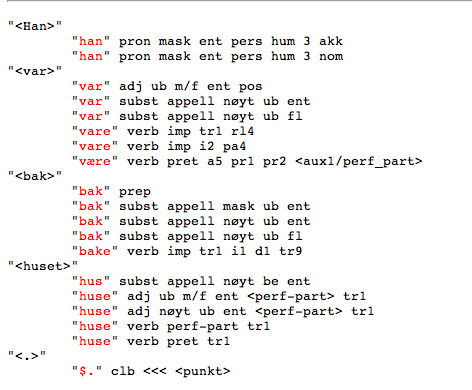 "<Han>"
"han" pron mask ent pers hum 3 akk
"han" pron mask ent pers hum 3 nom
"<var>"
"var" adj ub m/f ent pos
"var" subst appell nøyt ub ent
"var" subst appell nøyt ub fl
"vare" verb imp tr1 rl4
"vare" verb imp i2 pa4
"være" verb pret a5 pr1 pr2 <aux1/perf_part>
"<bak>"
"bak" prep
"bak" subst appell mask ub ent
"bak" subst appell nøyt ub ent
"bak" subst appell nøyt ub fl
"bake" verb imp tr1 i1 d1 tr9
"<huset>"
"hus" subst appell nøyt be ent
"huse" adj ub m/f ent <perf-part> tr1
"huse" adj nøyt ub ent <perf-part> tr1
"huse" verb perf-part tr1
"huse" verb pret tr1
"<.>"
"$." clb <<< <punkt>